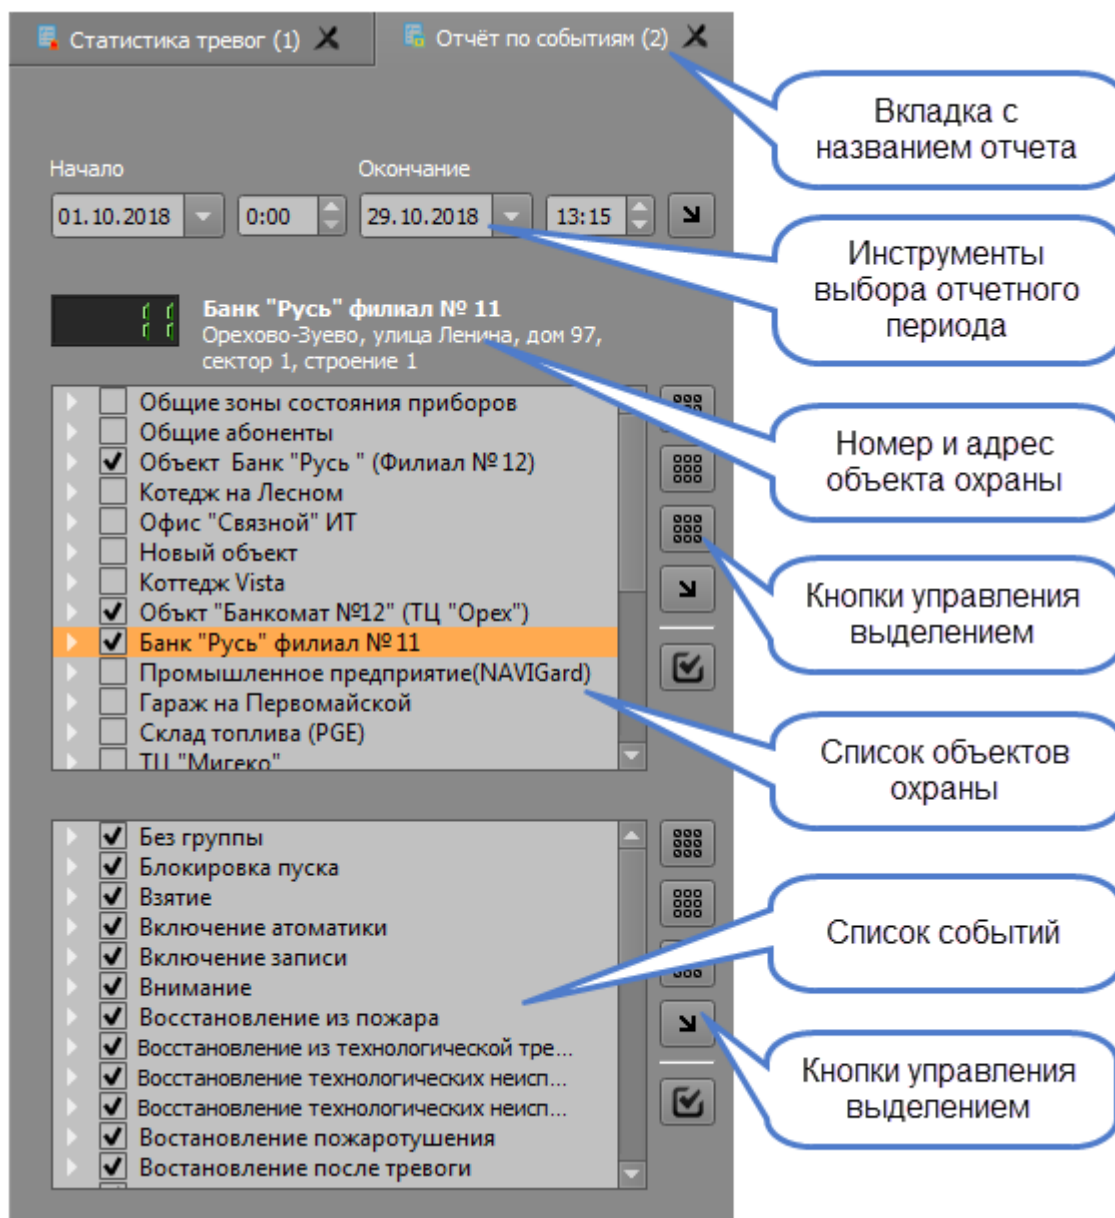 Статистика тревог (1)
Отчёт по событиям (2)
Вкладка с
названием отчета
Начало
Окончание
01.10.2018
0:00
29.10.2018
13:15
Инструменты
выбора отчетного
периода
11
Банк "Русь" филиал № 11
Орехово-Зуево, улица Ленина, дом 97,
сектор 1, строение 1
Номер и адрес
объекта охраны
Общие зоны состояния приборов
Общие абоненты
Объект Банк "Русь " (Филиал № 12)
Котедж на Лесном
Офис "Связной" ИТ
Новый объект
Коттедж Vista
Объкт "Банкомат №12" (ТЦ "Орех")
Банк "Русь" филиал № 11
Промышленное предприятие(NAVIGard)
Гараж на Первомайской
Склад топлива (PGE)
ТЦ "Мигеко"
Кнопки управления
выделением
Список объектов
охраны
Без группы
Блокировка пуска
Взятие
Включение атоматики
Включение записи
Внимание
Восстановление из пожара
Восстановление из технологической тре...
Восстановление технологических неисп...
Восстановление технологических неисп...
Востановление пожаротушения
Востановление после тревоги
Список событий
Кнопки управления
выделением